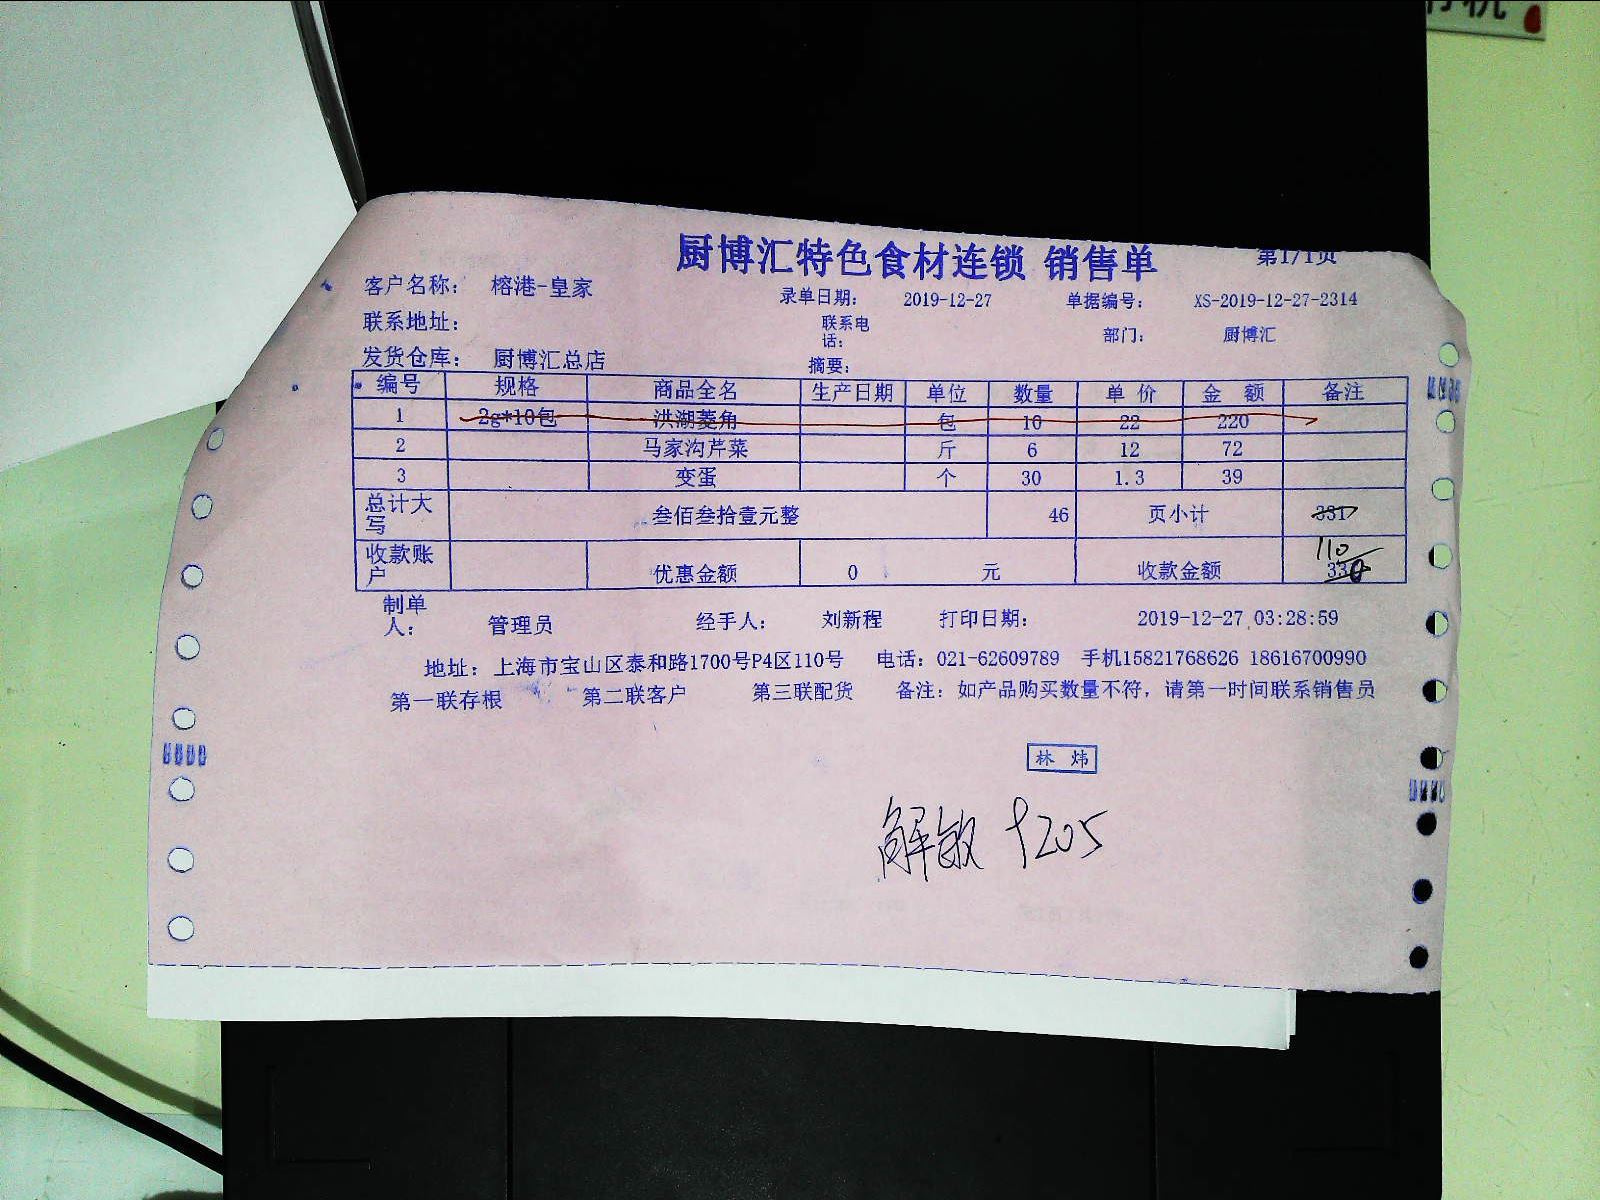 厨博汇特色食材连锁 销售单 第1/1页
客户名称： 榕港-皇家 录单日期： 2019-12-27 单据编号： XS-2019-12-27-2314
联系地址： 联系电话： 部门： 厨博汇
发货仓库： 厨博汇总店 摘要：
编号 规格 商品全名 生产日期 单位 数量 单 价 金 额 备注
1 2g*10包 洪湖菱角 包 10 22 220
2 马家沟芹菜 斤 6 12 72
3 变蛋 个 30 1.3 39
总计大写 叁佰叁拾壹元整 46 页小计 331
110
收款账户 优惠金额 0 元 收款金额
制单人： 管理员 经手人： 刘新程 打印日期： 2019-12-27 03:28:59
地址：上海市宝山区泰和路1700号P4区110号 电话：021-62609789 手机15821768626 18616700990
第一联存根 第二联客户 第三联配货 备注：如产品购买数量不符，请第一时间联系销售员
林 炜
解敏 1205